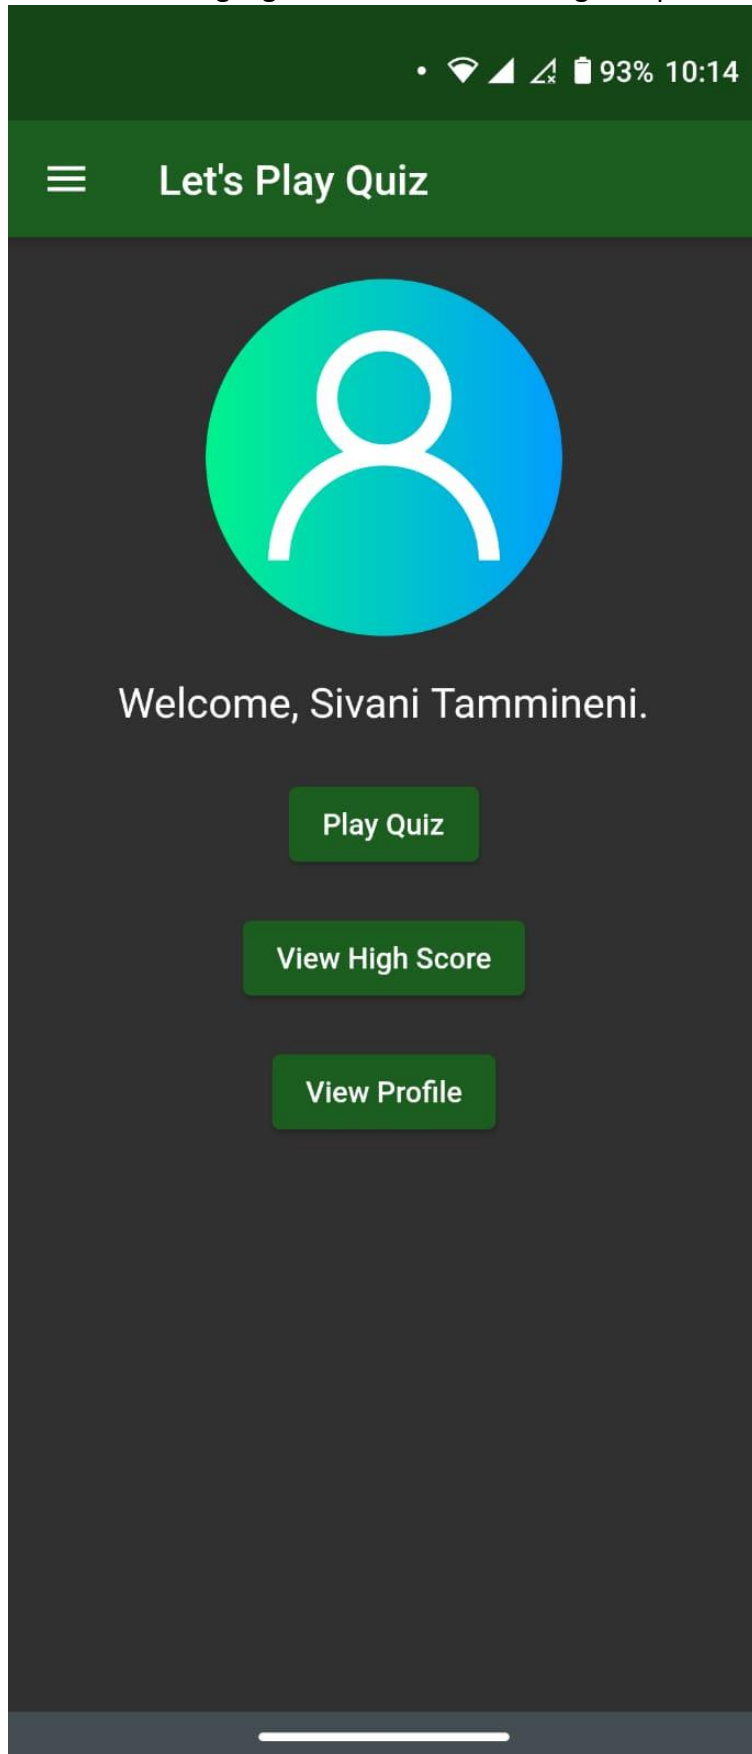 93% 10:14
Let's Play Quiz
Welcome, Sivani Tammineni.
Play Quiz
View High Score
View Profile